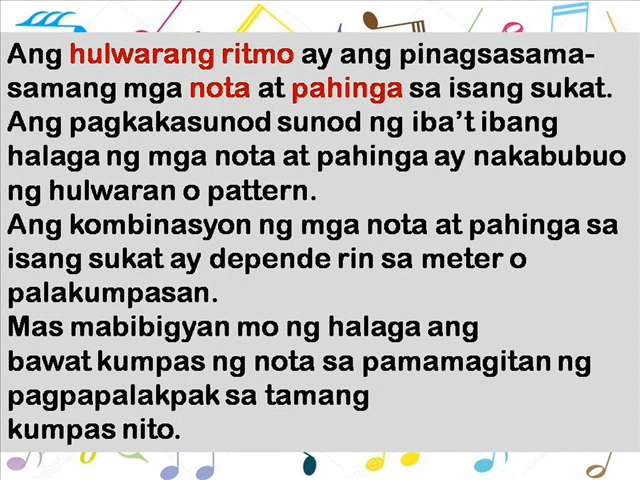 Ang hulwarang ritmo ay ang pinagsasama-
samang mga nota at pahinga sa isang sukat.
Ang pagkakasunod sunod ng iba't ibang
halaga ng mga nota at pahinga ay nakabubuo
ng hulwaran o pattern.
Ang kombinasyon ng mga nota at pahinga sa
isang sukat ay depende rin sa meter o
palakumpasan.
Mas mabibigyan mo ng halaga ang
bawat kumpas ng nota sa pamamagitan ng
pagpapalakpak sa tamang
kumpas nito.